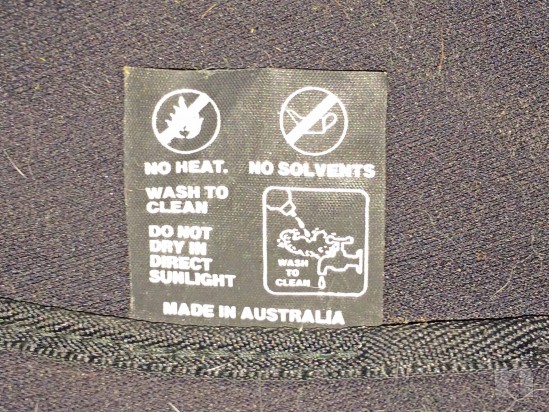 NO HEAT. NO SOLVENTS
WASH TO
CLEAN
DO NOT
DRY IN
DIRECT
SUNLIGHT
WASH
TO
CLEAN
MADE IN AUSTRALIA